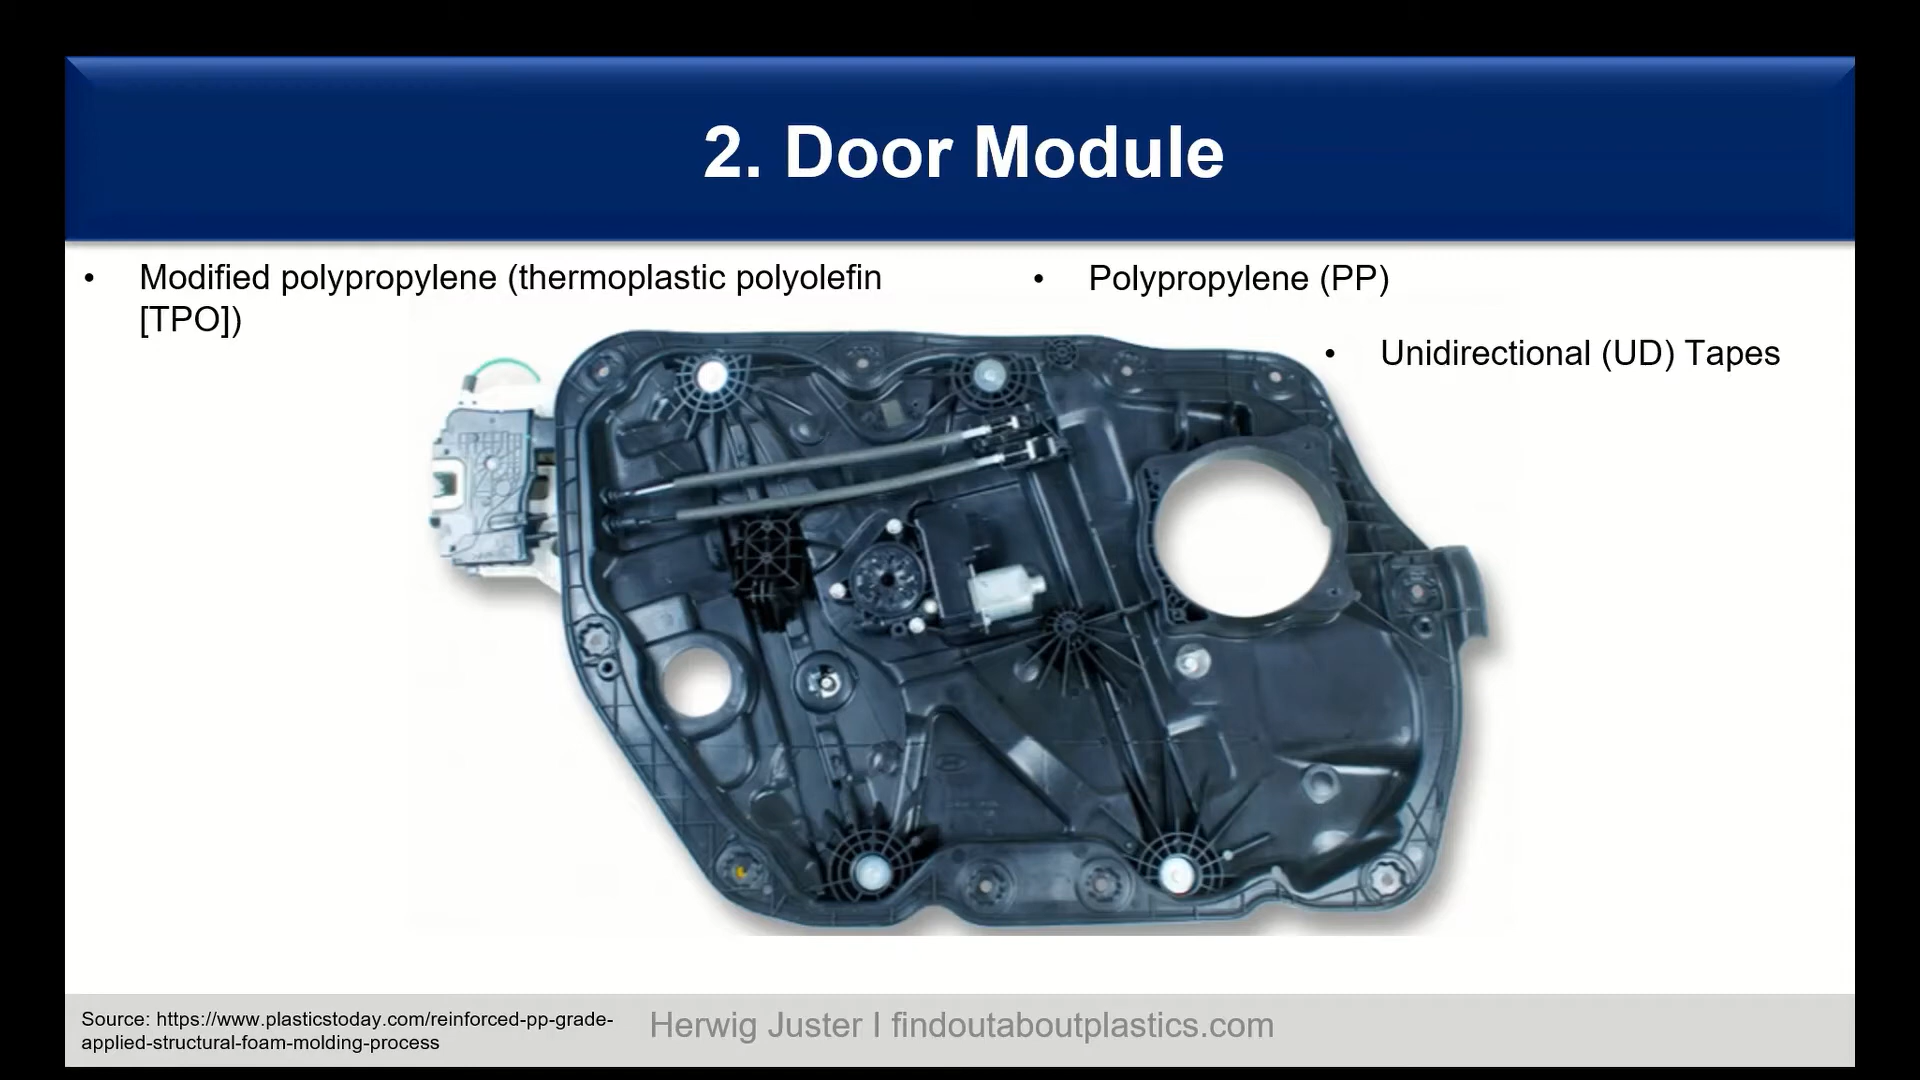 2. Door Module
• Modified polypropylene (thermoplastic polyolefin
[TPO])
• Polypropylene (PP)
• Unidirectional (UD) Tapes
Source: https://www.plasticstoday.com/reinforced-pp-grade-
applied-structural-foam-molding-process
Herwig Juster I findoutaboutplastics.com